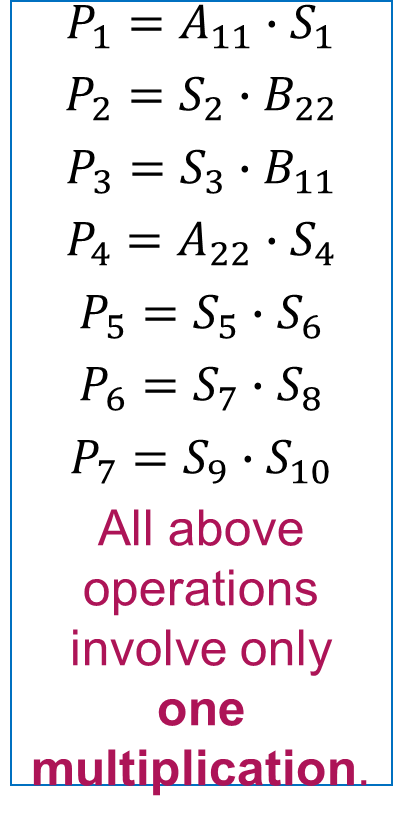 P₁ = A₁₁ · S₁
P₂ = S₂ · B₂₂
P₃ = S₃ · B₁₁
P₄ = A₂₂ · S₄
P₅ = S₅ · S₆
P₆ = S₇ · S₈
P₇ = S₉ · S₁₀
All above
operations
involve only
one
multiplication.